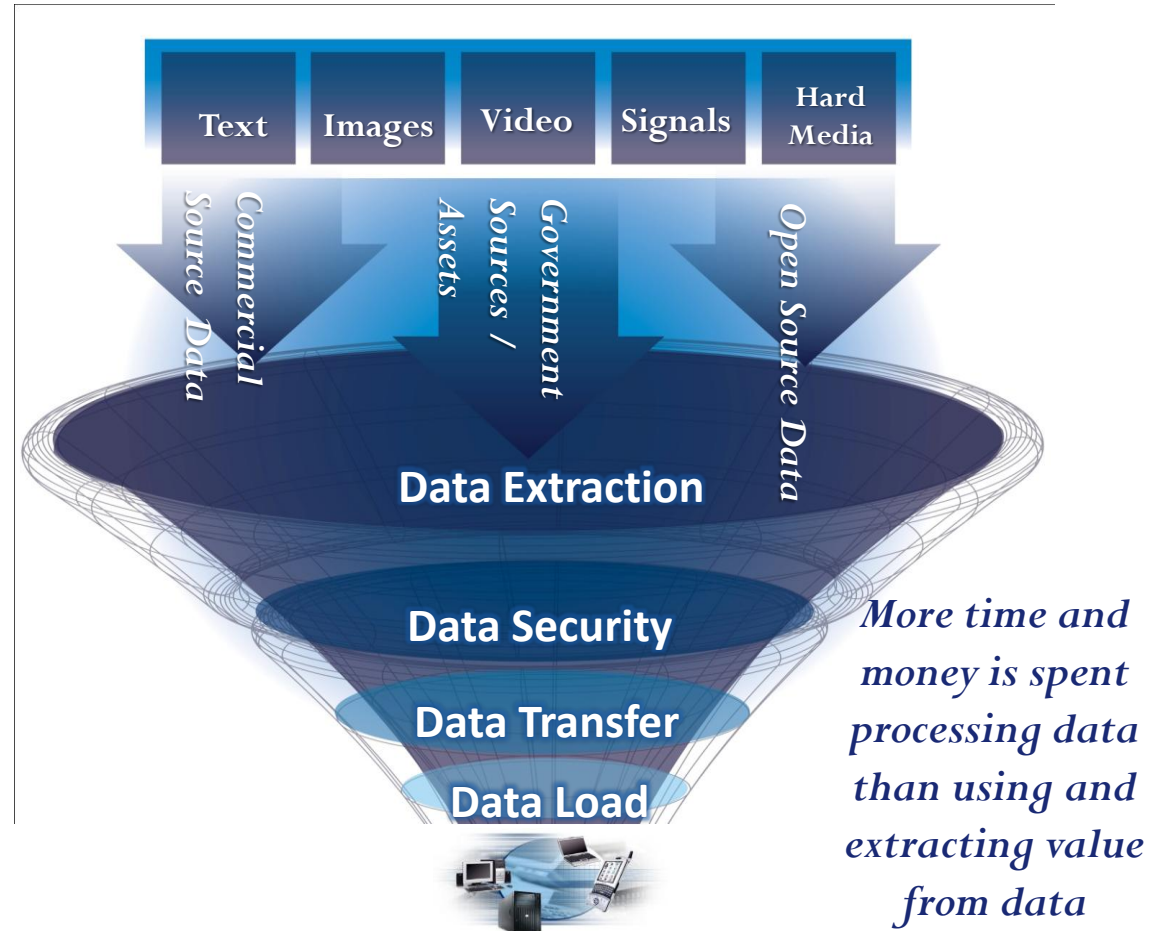 Text
Images
Video
Signals
Hard
Media
Commercial
Source Data
Government
Sources /
Assets
Open Source Data
Data Extraction
Data Security
Data Transfer
Data Load
More time and
money is spent
processing data
than using and
extracting value
from data